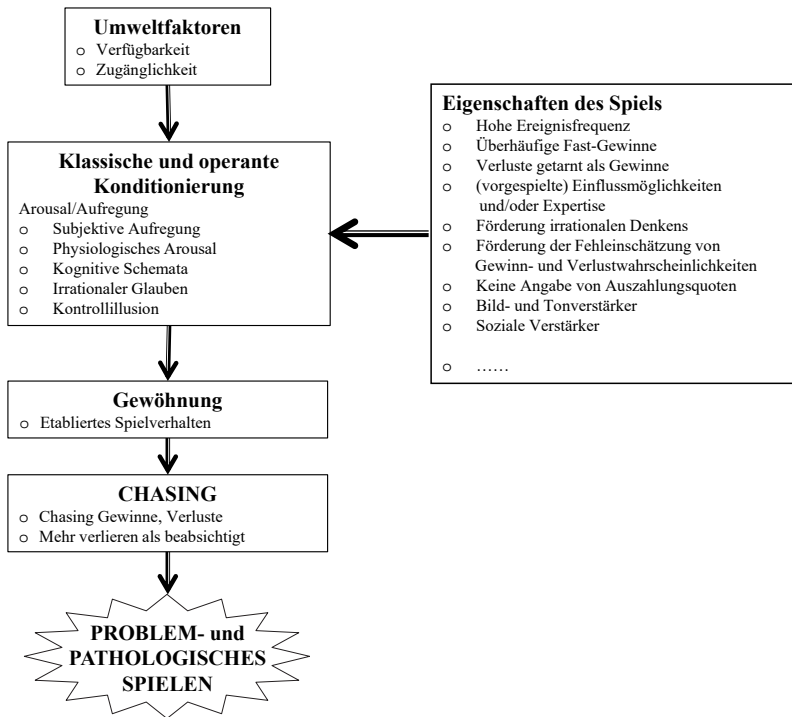 Umweltfaktoren
o Verfügbarkeit
o Zugänglichkeit
Klassische und operante
Konditionierung
Arousal/Aufregung
o Subjektive Aufregung
o Physiologisches Arousal
o Kognitive Schemata
o Irrationaler Glauben
o Kontrollillusion
Eigenschaften des Spiels
o Hohe Ereignisfrequenz
o Überhäufige Fast-Gewinne
o Verluste getarnt als Gewinne
o (vorgespielte) Einflussmöglichkeiten
und/oder Expertise
o Förderung irrationalen Denkens
o Förderung der Fehleinschätzung von
Gewinn- und Verlustwahrscheinlichkeiten
o Keine Angabe von Auszahlungsquoten
o Bild- und Tonverstärker
o Soziale Verstärker
o ……
Gewöhnung
o Etabliertes Spielverhalten
CHASING
o Chasing Gewinne, Verluste
o Mehr verlieren als beabsichtigt
PROBLEM- und
PATHOLOGISCHES
SPIELEN